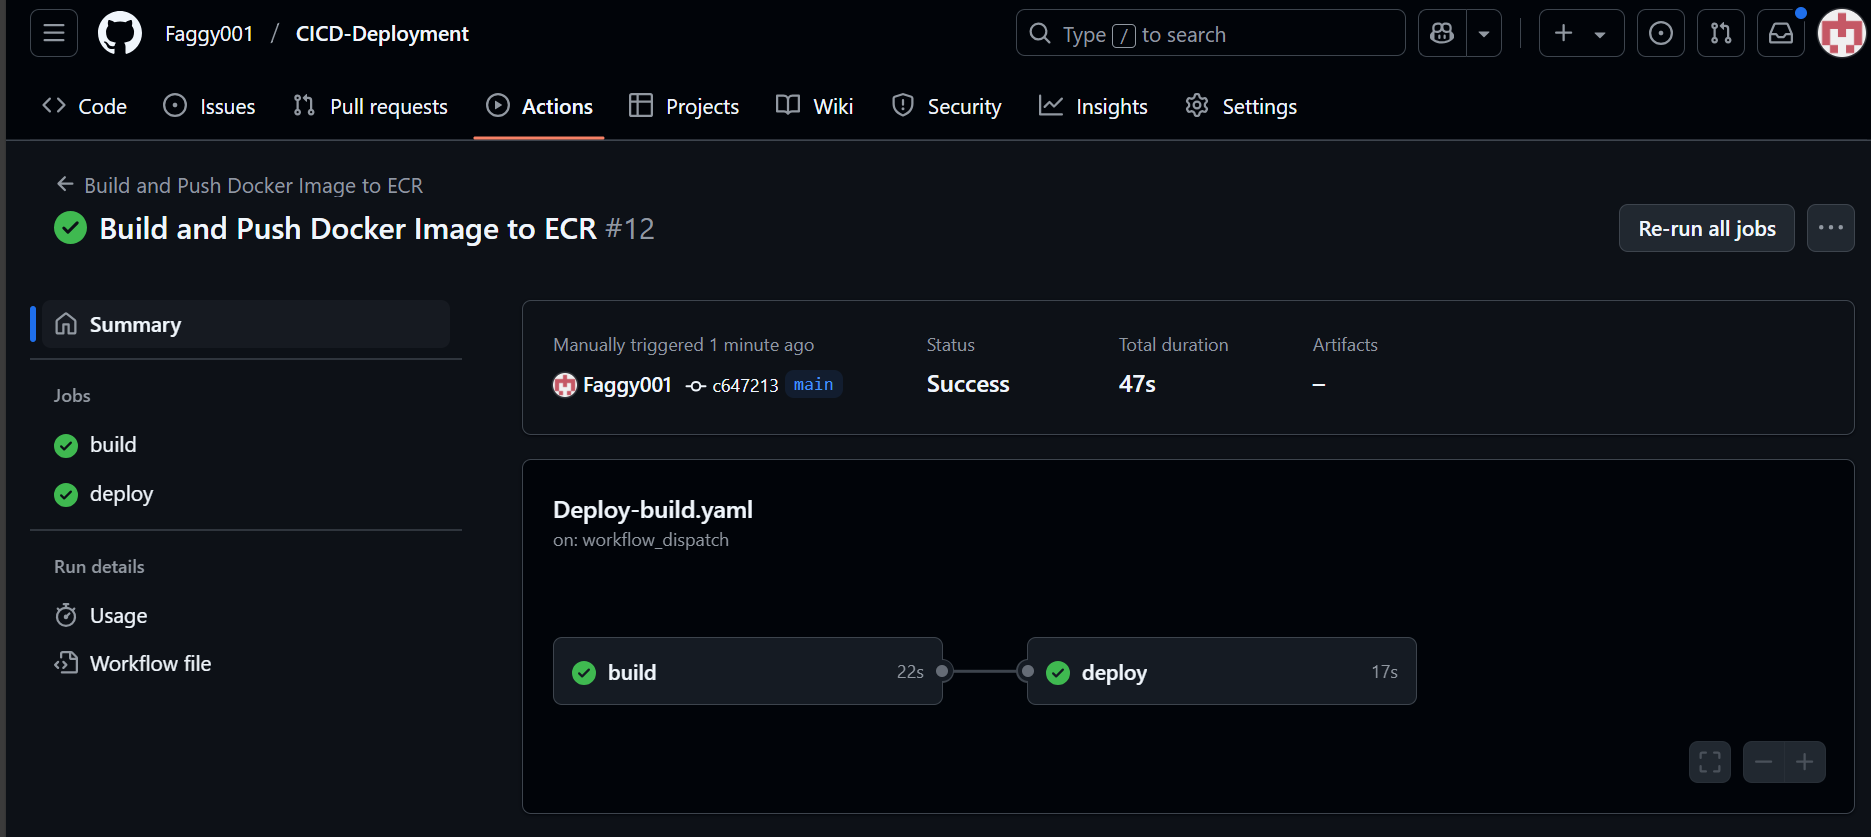 Faggy001 / CICD-Deployment
Type / to search
Code Issues Pull requests Actions Projects Wiki Security Insights Settings
Build and Push Docker Image to ECR
Build and Push Docker Image to ECR #12
Re-run all jobs
Summary
Jobs
build
deploy
Run details
Usage
Workflow file
Manually triggered 1 minute ago
Faggy001 c647213 main
Status
Success
Total duration
47s
Artifacts
–
Deploy-build.yaml
on: workflow_dispatch
build 22s
deploy 17s